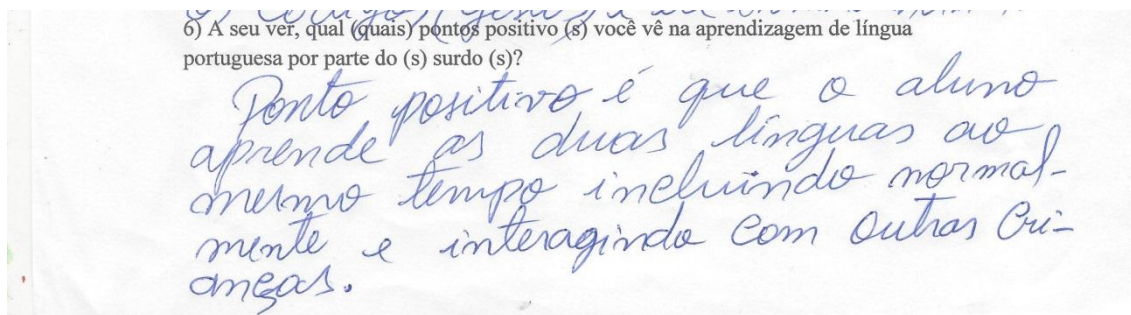 6) A seu ver, qual (quais) pontos positivo (s) você vê na aprendizagem de língua
portuguesa por parte do (s) surdo (s)?
Ponto positivo é que o aluno
aprende as duas línguas ao
mesmo tempo incluindo normal-
mente e interagindo com outras cri-
anças.